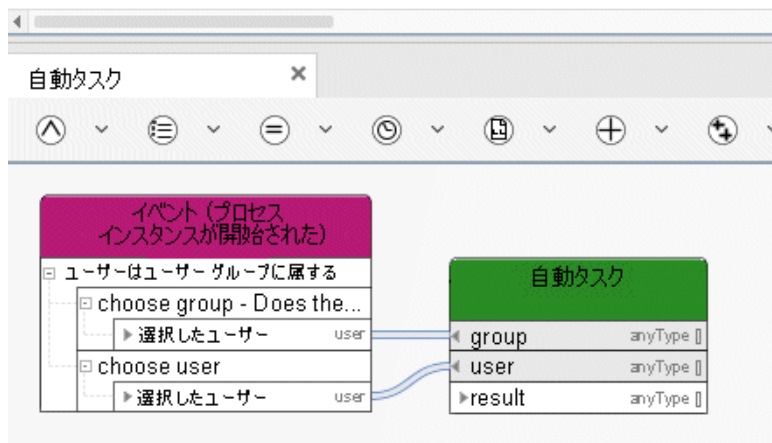 自動タスク
イベント (プロセス
インスタンスが開始された)
ユーザーはユーザー グループに属する
choose group - Does the...
選択したユーザー user
choose user
選択したユーザー user
自動タスク
group anyType []
user anyType []
result anyType []